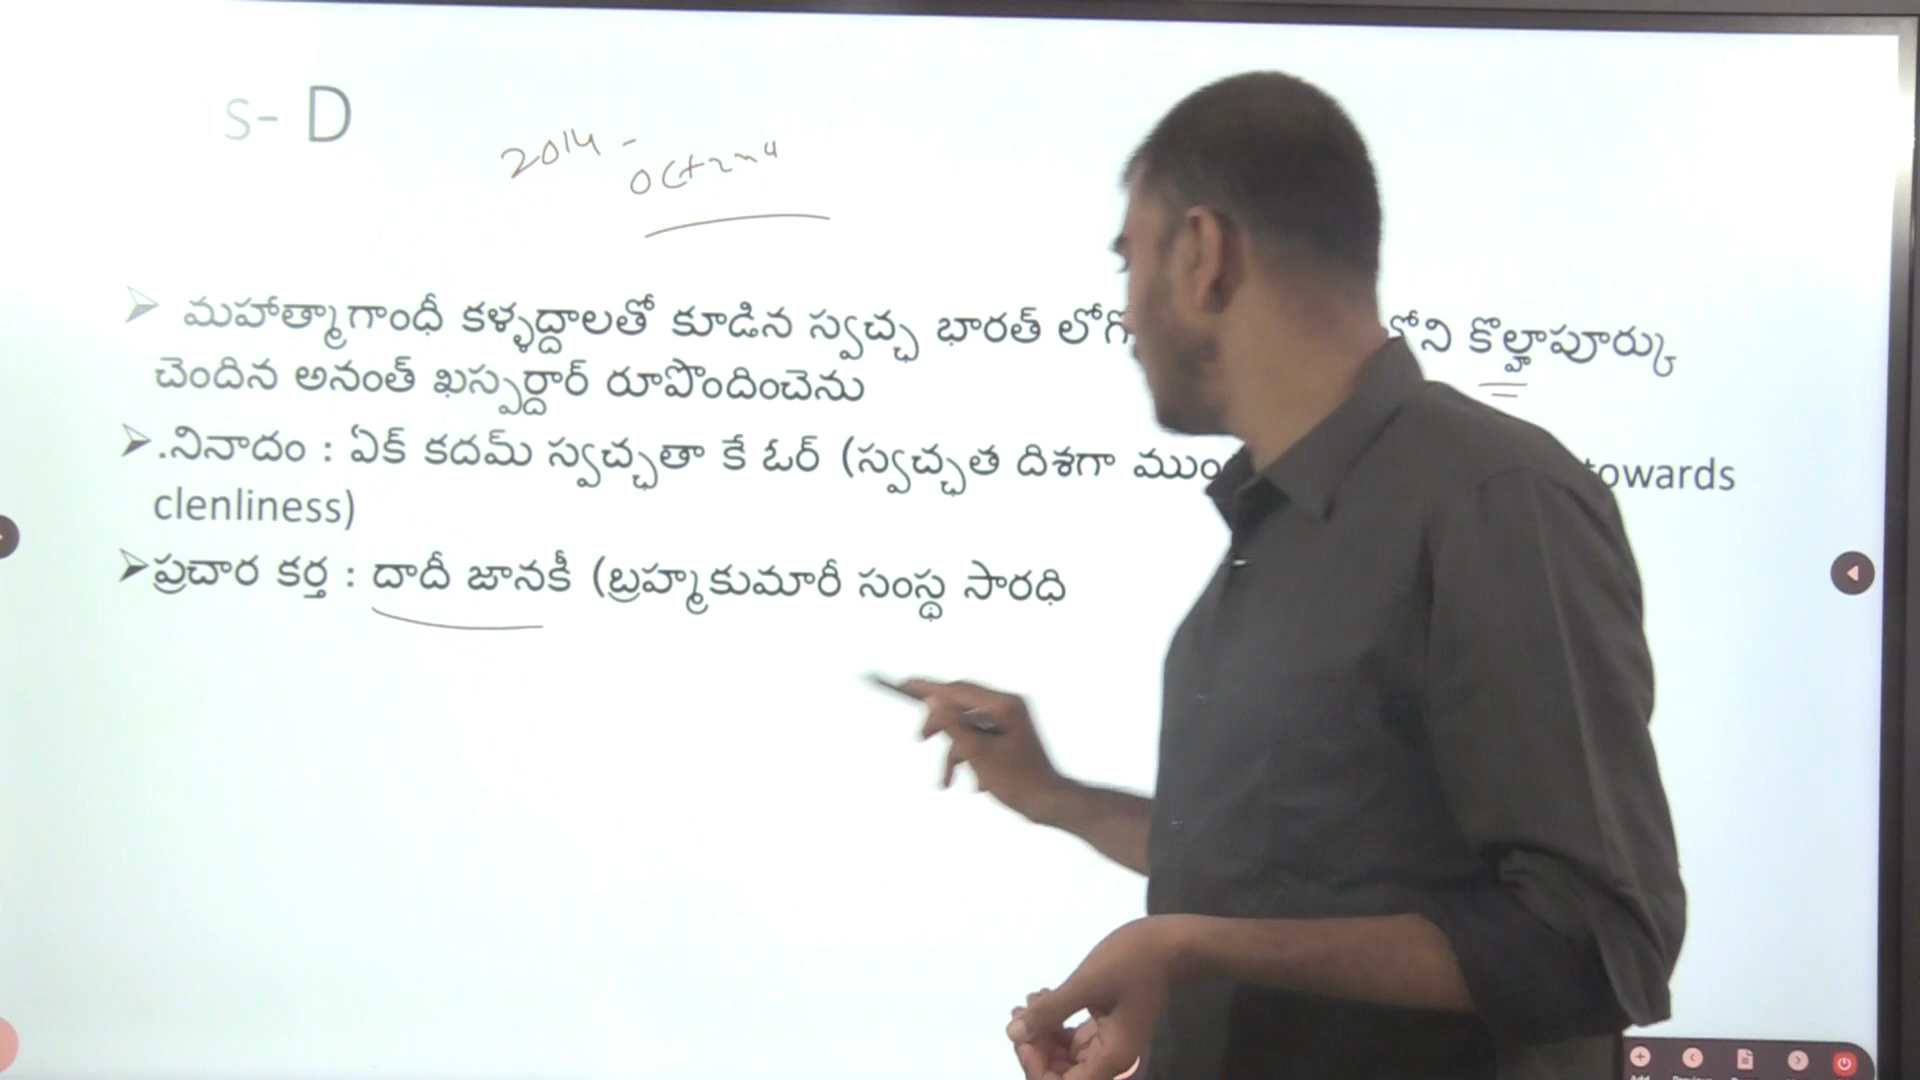 s- D
2014 -
Oct 2nd
మహాత్మాగాంధీ కళ్ళద్దాలతో కూడిన స్వచ్ఛ భారత్ కొల్హాపూర్కు
చెందిన అనంత్ ఖస్బర్దార్ రూపొందించెను
.నినాదం : ఏక్ కదమ్ స్వచ్ఛతా కే ఓర్ (స్వచ్ఛత దిశగా towards
clenliness)
ప్రచార కర్త : దాదీ జానకీ (బ్రహ్మకుమారీ సంస్థ సారధి